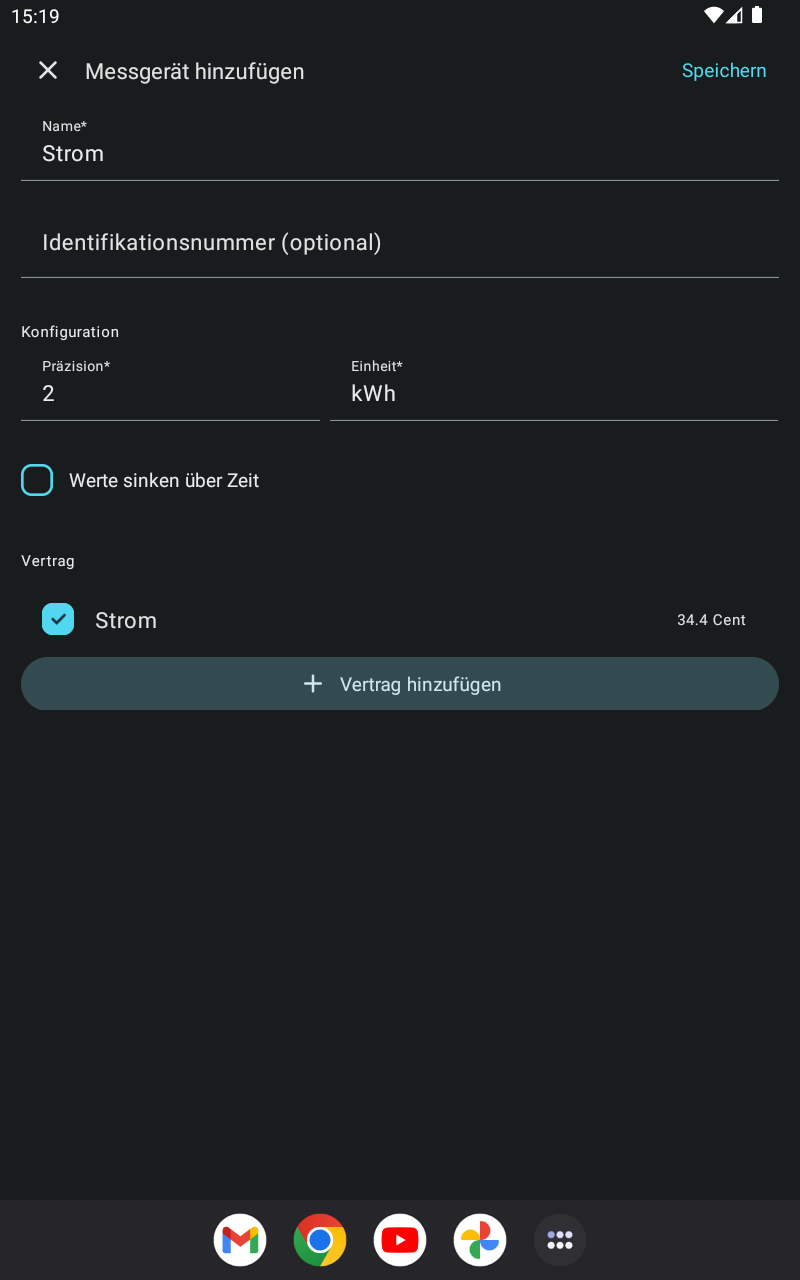 15:19
Messgerät hinzufügen
Speichern
Name*
Strom
Identifikationsnummer (optional)
Konfiguration
Präzision*
Einheit*
2
kWh
Werte sinken über Zeit
Vertrag
Strom
34.4 Cent
Vertrag hinzufügen